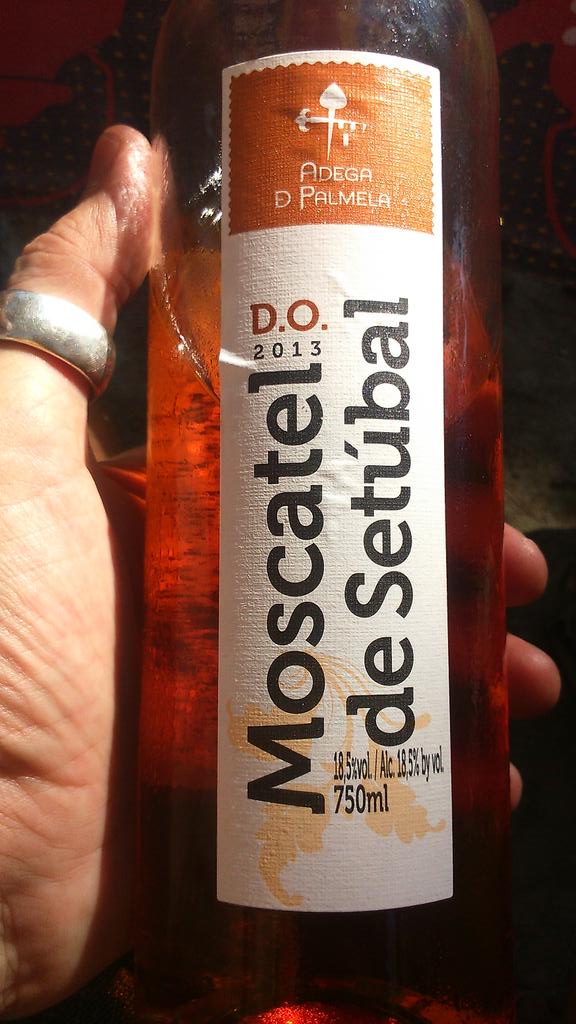 ADEGA
D PALMELA
D.O.
2013
Moscatel
de Setúbal
18,5%vol. / Alc. 18,5% by vol.
750ml